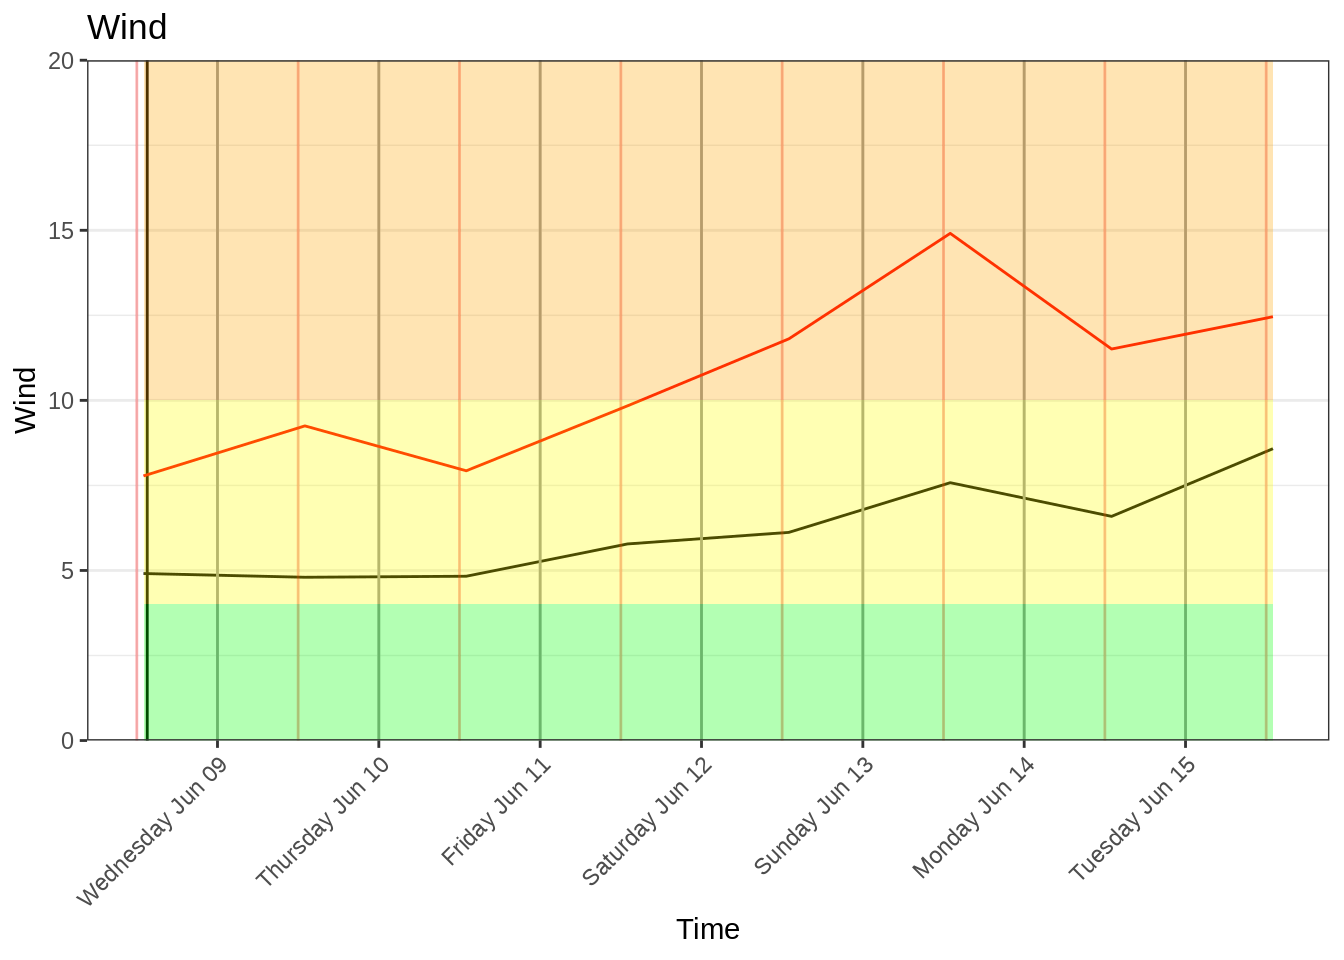 Wind
20
15
10
5
0
Wind
Wednesday Jun 09
Thursday Jun 10
Friday Jun 11
Saturday Jun 12
Sunday Jun 13
Monday Jun 14
Tuesday Jun 15
Time